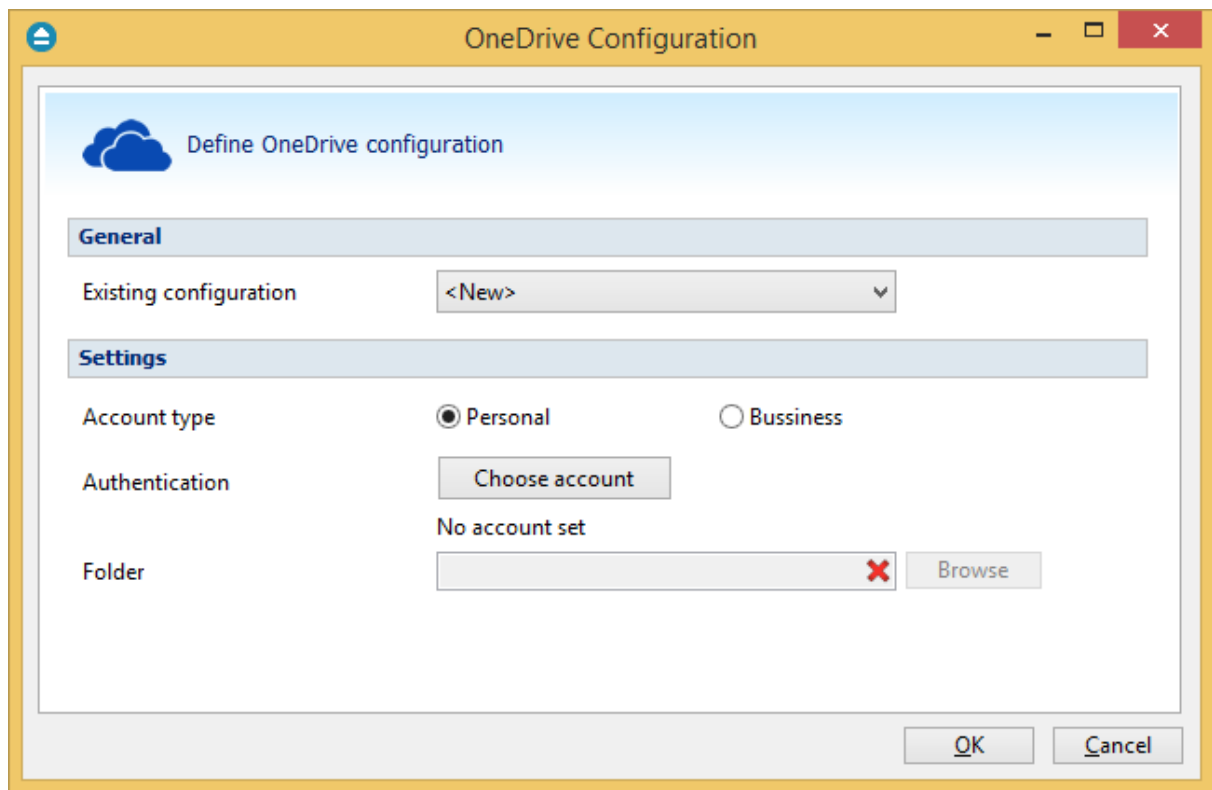 OneDrive Configuration
Define OneDrive configuration
General
Existing configuration
<New>
Settings
Account type
Personal
Bussiness
Authentication
Choose account
No account set
Folder
Browse
OK
Cancel